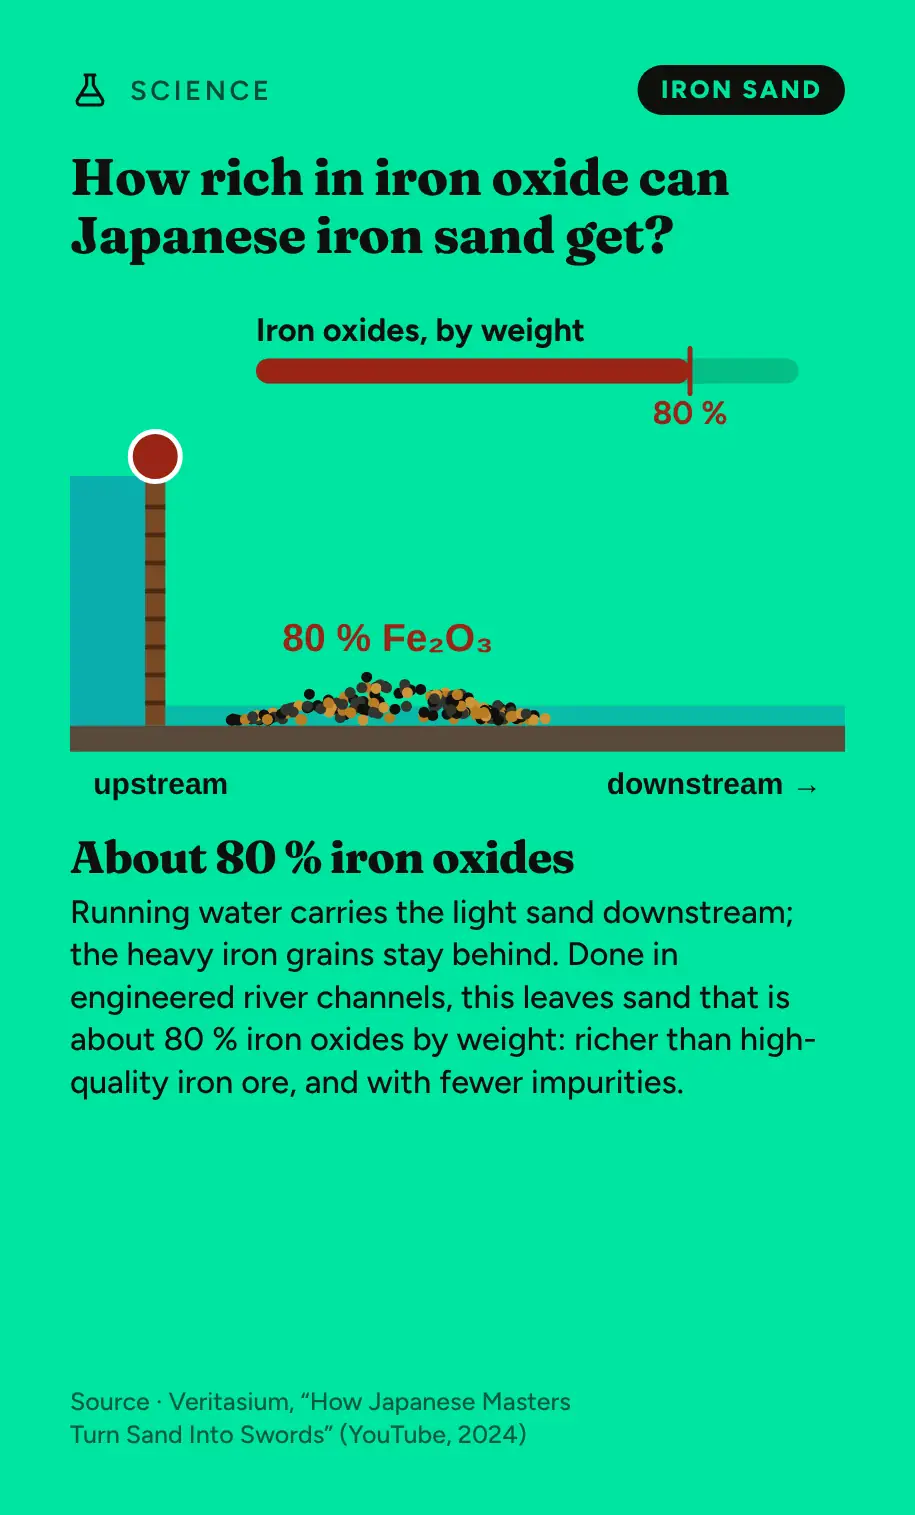 SCIENCE
IRON SAND
How rich in iron oxide can
Japanese iron sand get?
Iron oxides, by weight
80 %
80 % Fe₂O₃
upstream
downstream →
About 80 % iron oxides
Running water carries the light sand downstream;
the heavy iron grains stay behind. Done in
engineered river channels, this leaves sand that is
about 80 % iron oxides by weight: richer than high-
quality iron ore, and with fewer impurities.
Source · Veritasium, “How Japanese Masters
Turn Sand Into Swords” (YouTube, 2024)